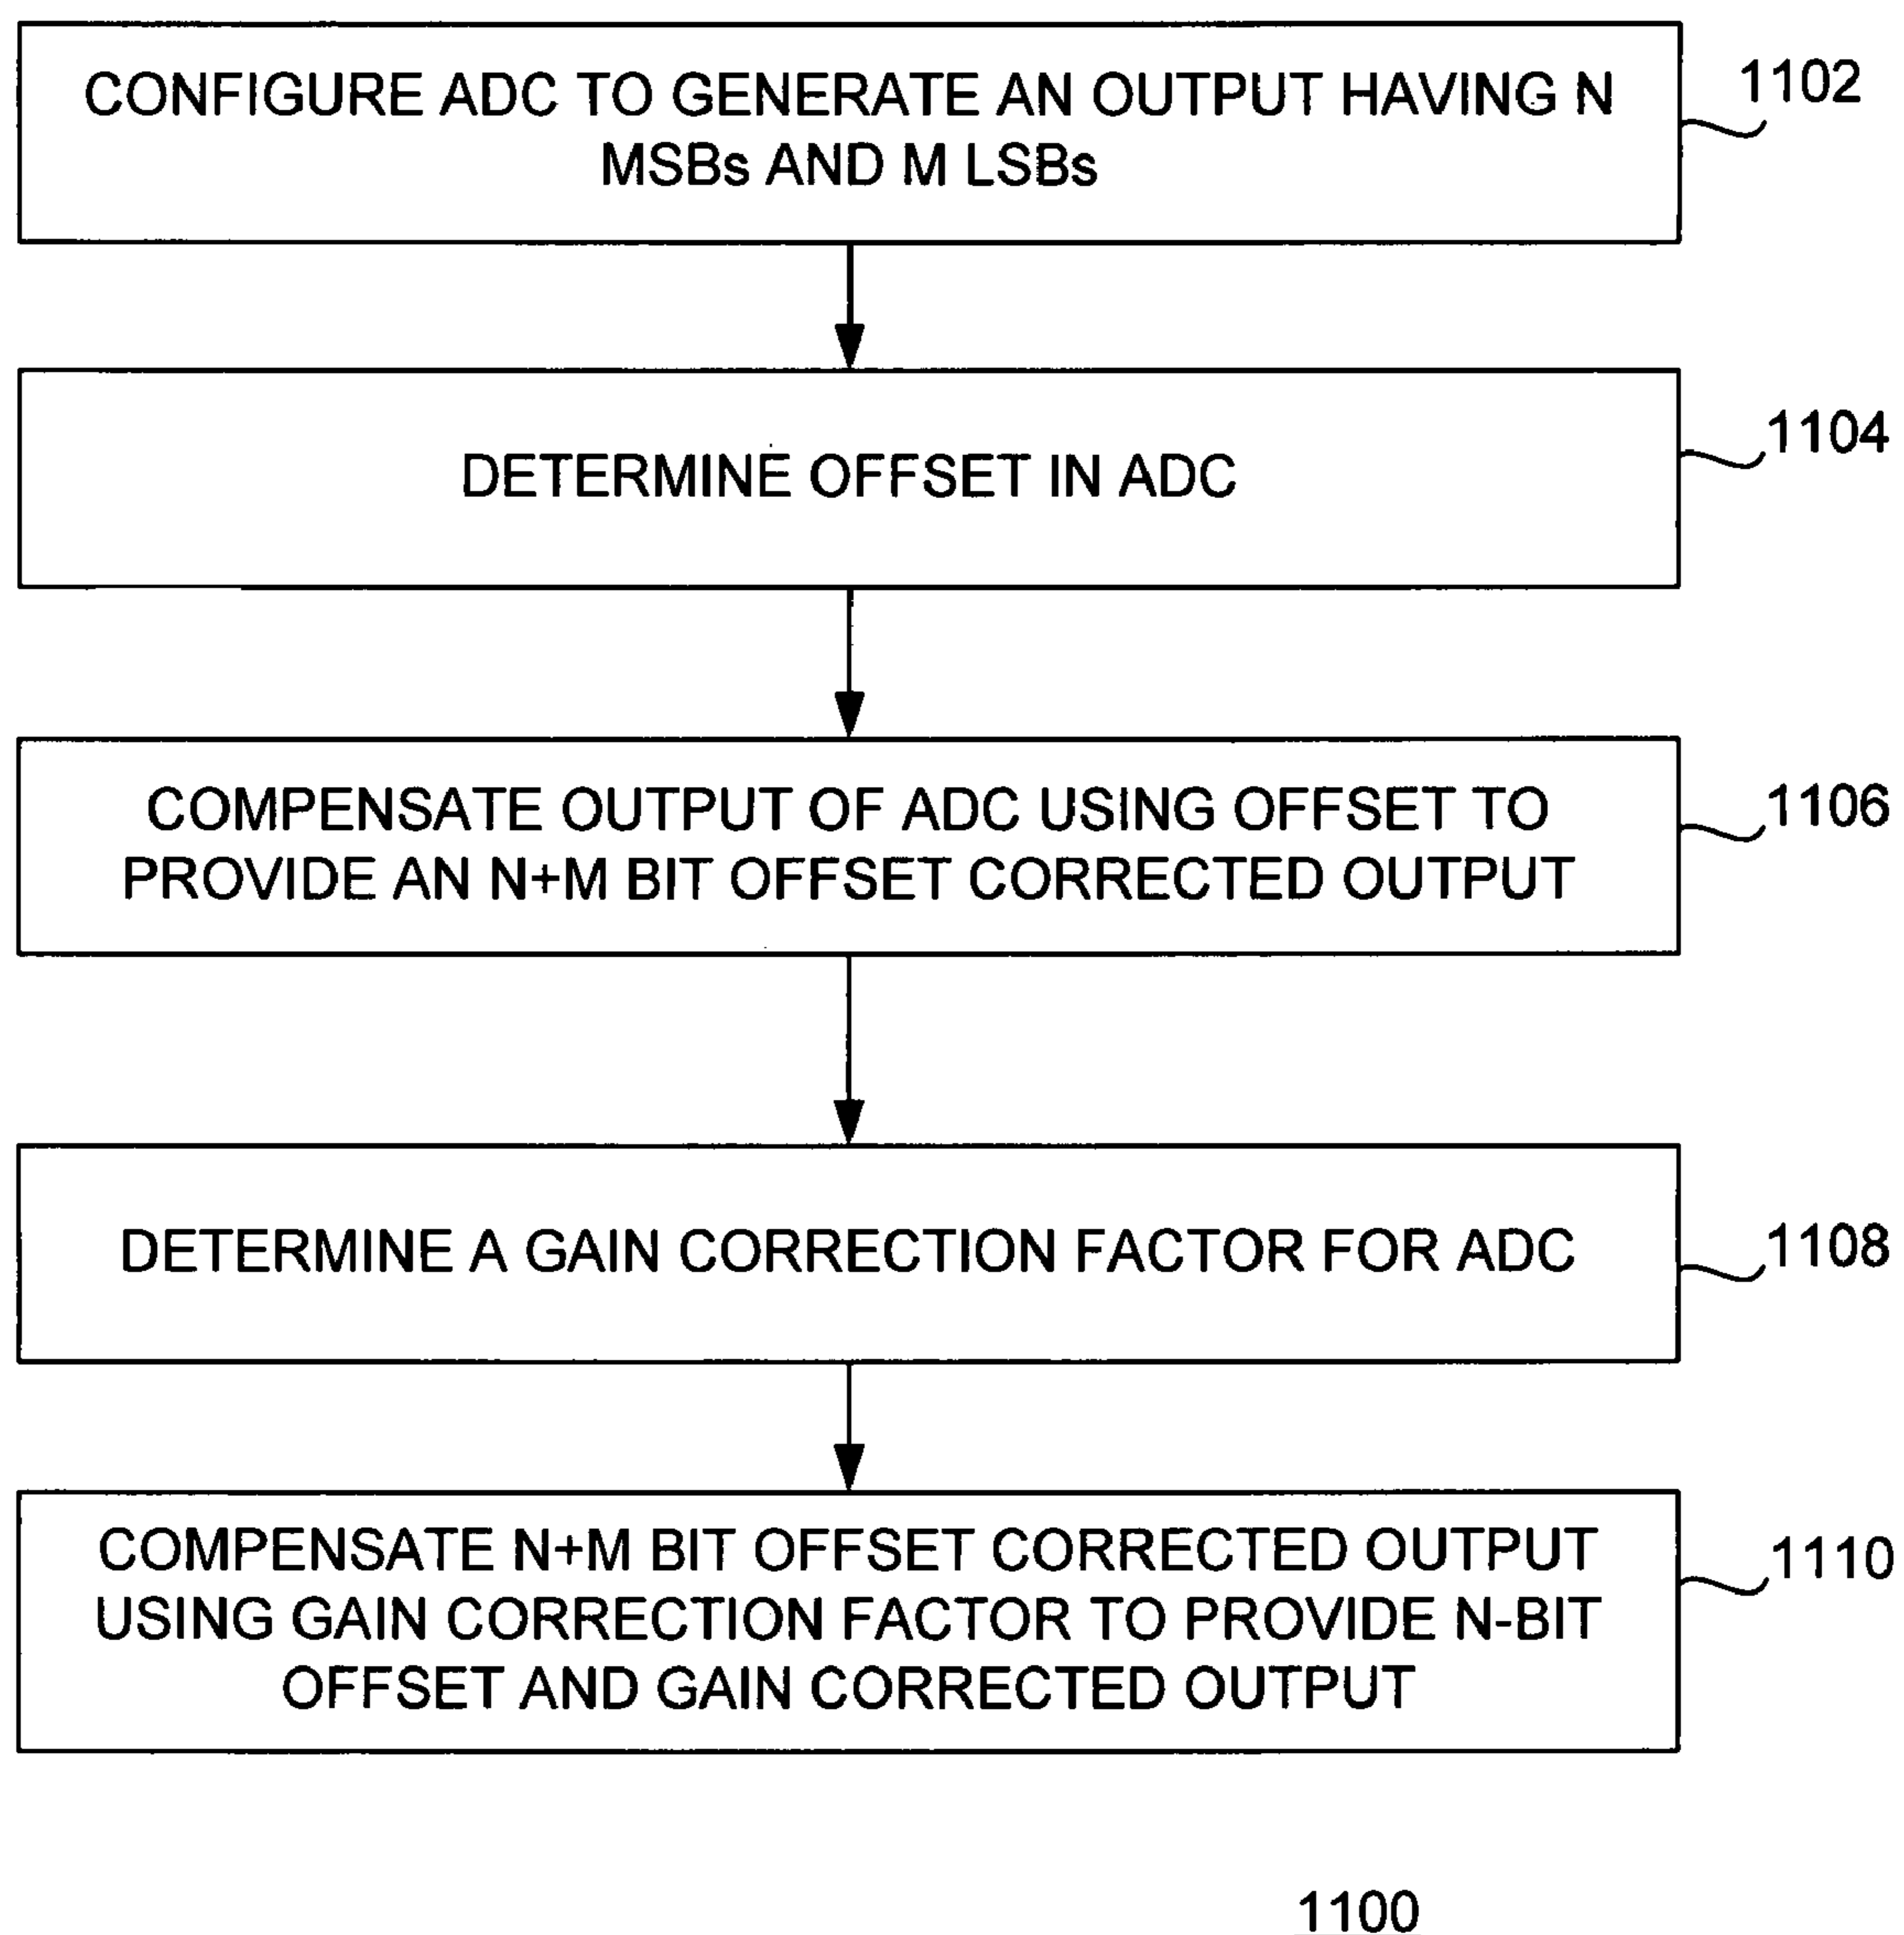 CONFIGURE ADC TO GENERATE AN OUTPUT HAVING N
MSBs AND M LSBs
1102
DETERMINE OFFSET IN ADC
1104
COMPENSATE OUTPUT OF ADC USING OFFSET TO
PROVIDE AN N+M BIT OFFSET CORRECTED OUTPUT
1106
DETERMINE A GAIN CORRECTION FACTOR FOR ADC
1108
COMPENSATE N+M BIT OFFSET CORRECTED OUTPUT
USING GAIN CORRECTION FACTOR TO PROVIDE N-BIT
OFFSET AND GAIN CORRECTED OUTPUT
1110
1100